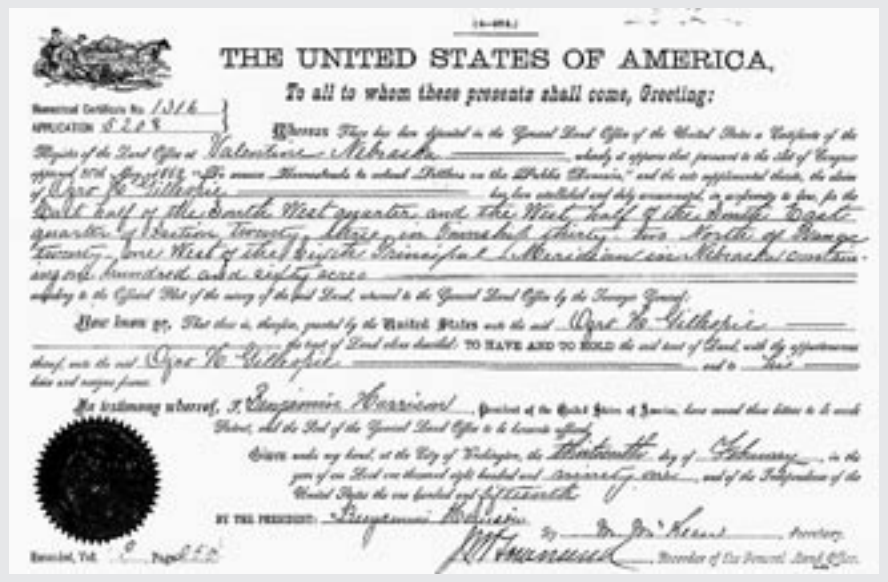 (4-404.)
THE UNITED STATES OF AMERICA,
To all to whom these presents shall come, Greeting:
Homestead Certificate No. 1316
APPLICATION 5208
Whereas There has been deposited in the General Land Office of the United States a Certificate of the
Register of the Land Office at Valentine Nebraska, whereby it appears that, pursuant to the Act of Congress
approved 20th May, 1862, "To secure Homesteads to actual Settlers on the Public Domain," and the acts supplemental thereto, the claim
of Ozro N. Gillespie has been established and duly consummated, in conformity to law, for the
East half of the South West quarter and the West half of the South East
quarter of Section twenty three in Township thirty-two North of Range
twenty-one West of the Sixth Principal Meridian in Nebraska contain-
ing one hundred and sixty acres
according to the Official Plat of the survey of the said Land, returned to the General Land Office by the Surveyor General:
Now know ye, That there is, therefore, granted by the United States unto the said Ozro N. Gillespie
the tract of Land above described: TO HAVE AND TO HOLD the said tract of Land, with the appurtenances
thereof, unto the said Ozro N. Gillespie and to his
heirs and assigns forever.
In testimony whereof, I, Benjamin Harrison, President of the United States of America, have caused these letters to be made
Patent, and the Seal of the General Land Office to be hereunto affixed.
Given under my hand, at the City of Washington, the thirteenth day of February, in the
year of our Lord one thousand eight hundred and ninety one, and of the Independence of the
United States the one hundred and fifteenth
BY THE PRESIDENT: Benjamin Harrison
By M. McKean, Secretary.
Recorded, Vol. Page 250
J M Townsend, Recorder of the General Land Office.